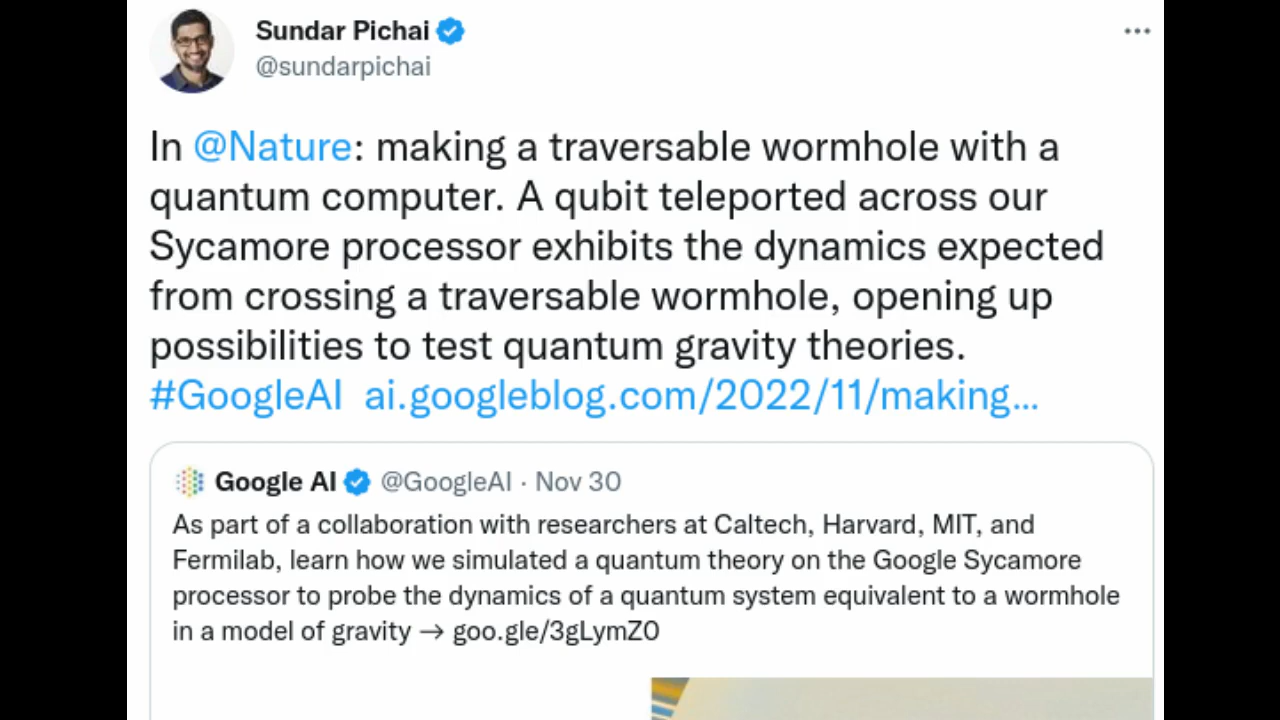 Sundar Pichai
@sundarpichai
In @Nature: making a traversable wormhole with a
quantum computer. A qubit teleported across our
Sycamore processor exhibits the dynamics expected
from crossing a traversable wormhole, opening up
possibilities to test quantum gravity theories.
#GoogleAI ai.googleblog.com/2022/11/making…
Google AI @GoogleAI · Nov 30
As part of a collaboration with researchers at Caltech, Harvard, MIT, and
Fermilab, learn how we simulated a quantum theory on the Google Sycamore
processor to probe the dynamics of a quantum system equivalent to a wormhole
in a model of gravity → goo.gle/3gLymZ0